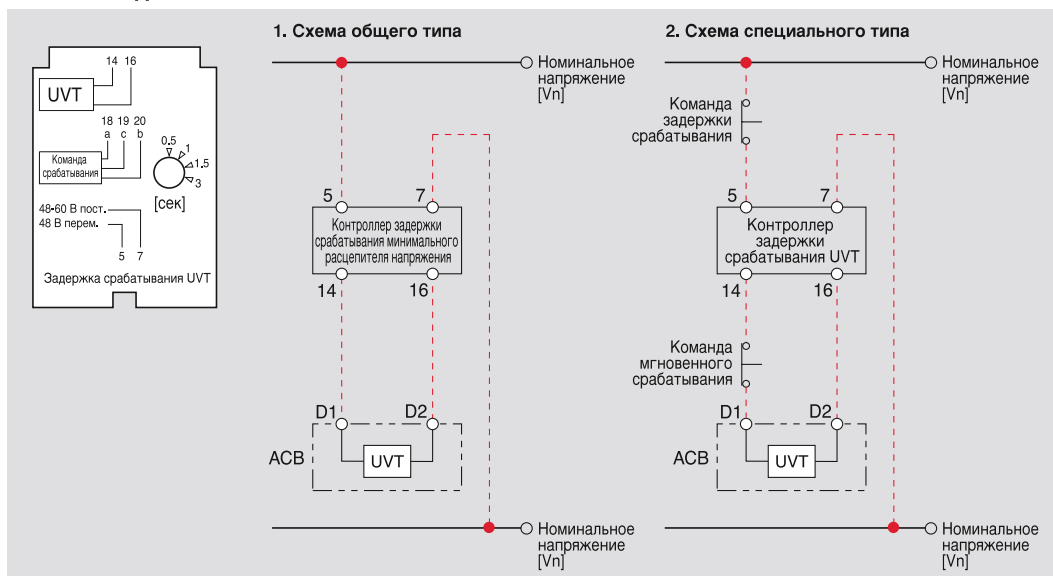 14 16
UVT
18 19 20
a c b
Команда
срабатывания
0.5
1
1.5
3
[сек]
48-60 В пост.
48 В перем.
5 7
Задержка срабатывания UVT
1. Схема общего типа
Номинальное
напряжение
[Vn]
5 7
Контроллер задержки
срабатывания минимального
расцепителя напряжения
14 16
D1 D2
ACB
UVT
Номинальное
напряжение
[Vn]
2. Схема специального типа
Номинальное
напряжение
[Vn]
Команда
задержки
срабатывания
5 7
Контроллер
задержки
срабатывания UVT
14 16
Команда
мгновенного
срабатывания
D1 D2
ACB
UVT
Номинальное
напряжение
[Vn]